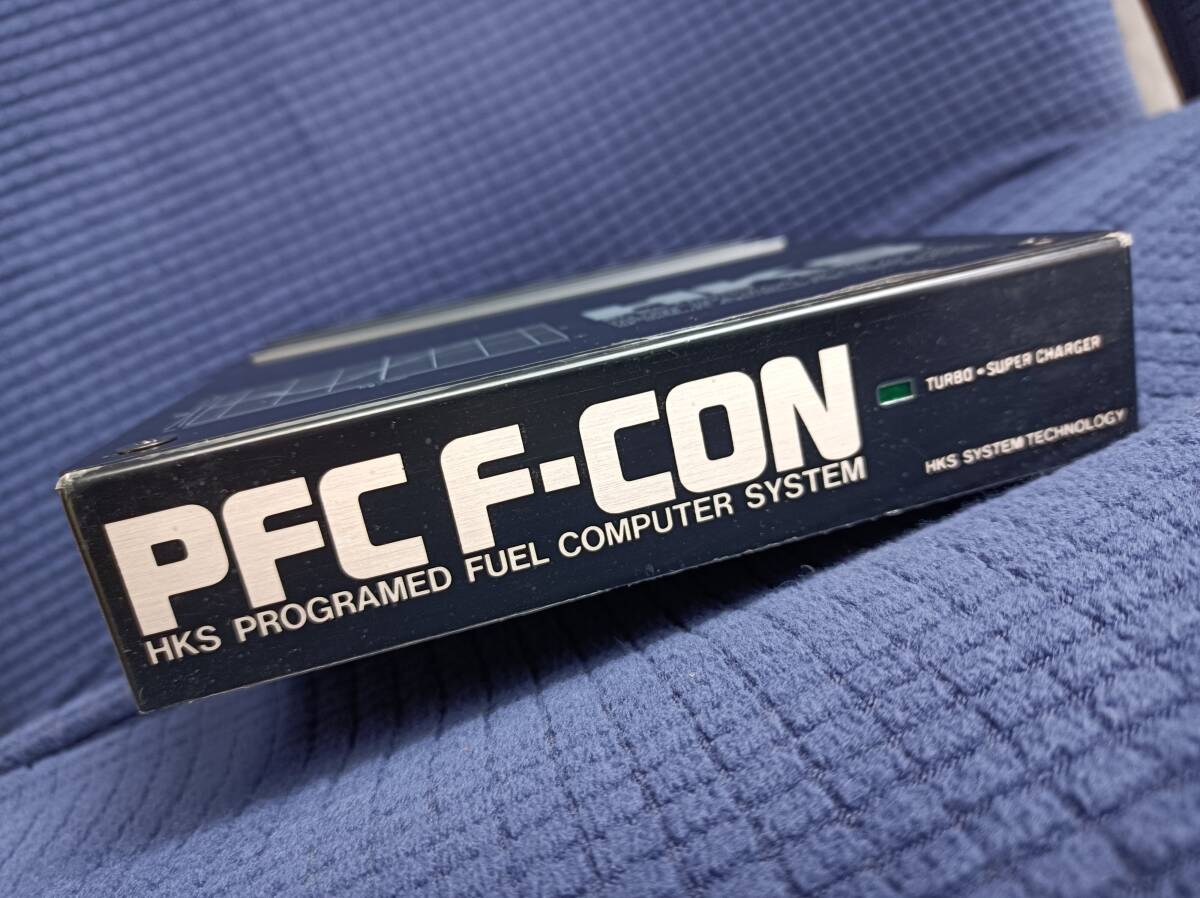 PFC F-CON
HKS PROGRAMED FUEL COMPUTER SYSTEM
TURBO • SUPER CHARGER
HKS SYSTEM TECHNOLOGY